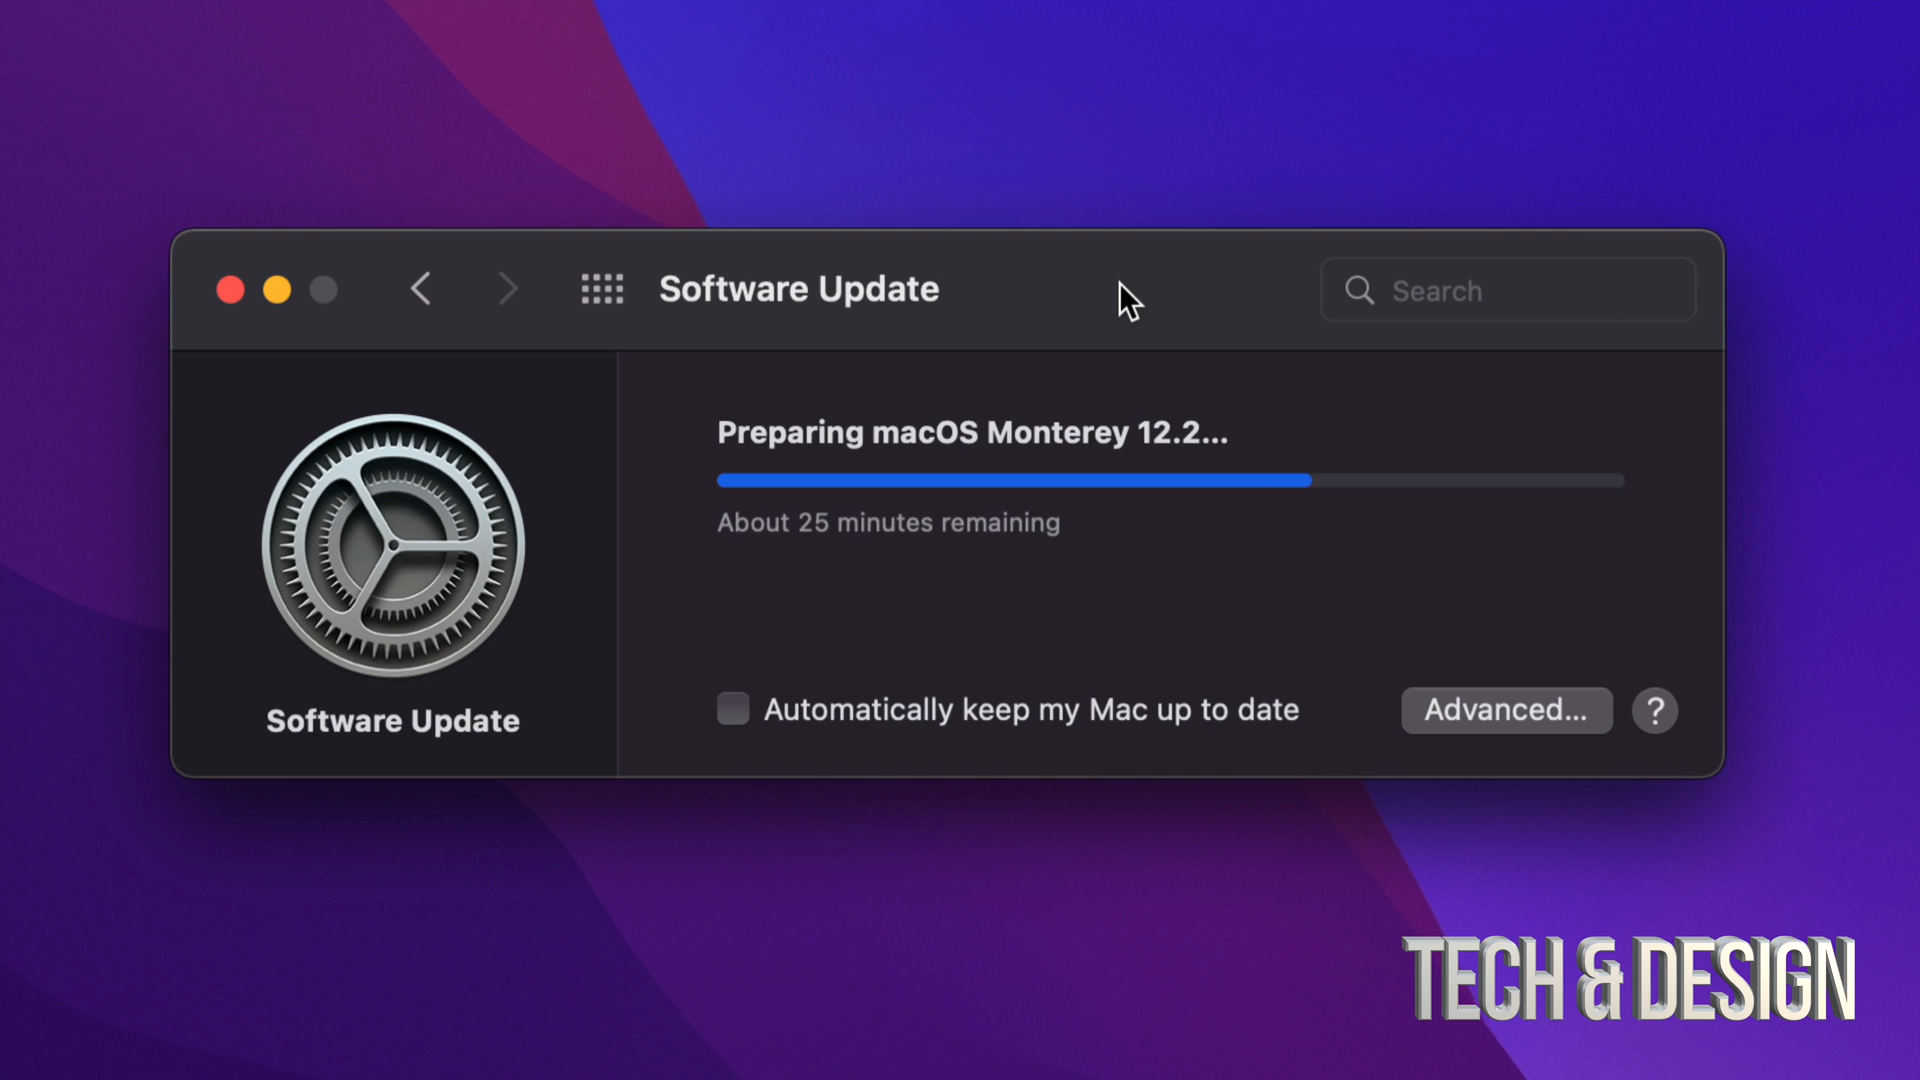 Software Update
Search
Preparing macOS Monterey 12.2...
About 25 minutes remaining
Software Update
Automatically keep my Mac up to date
Advanced...
?
TECH & DESIGN